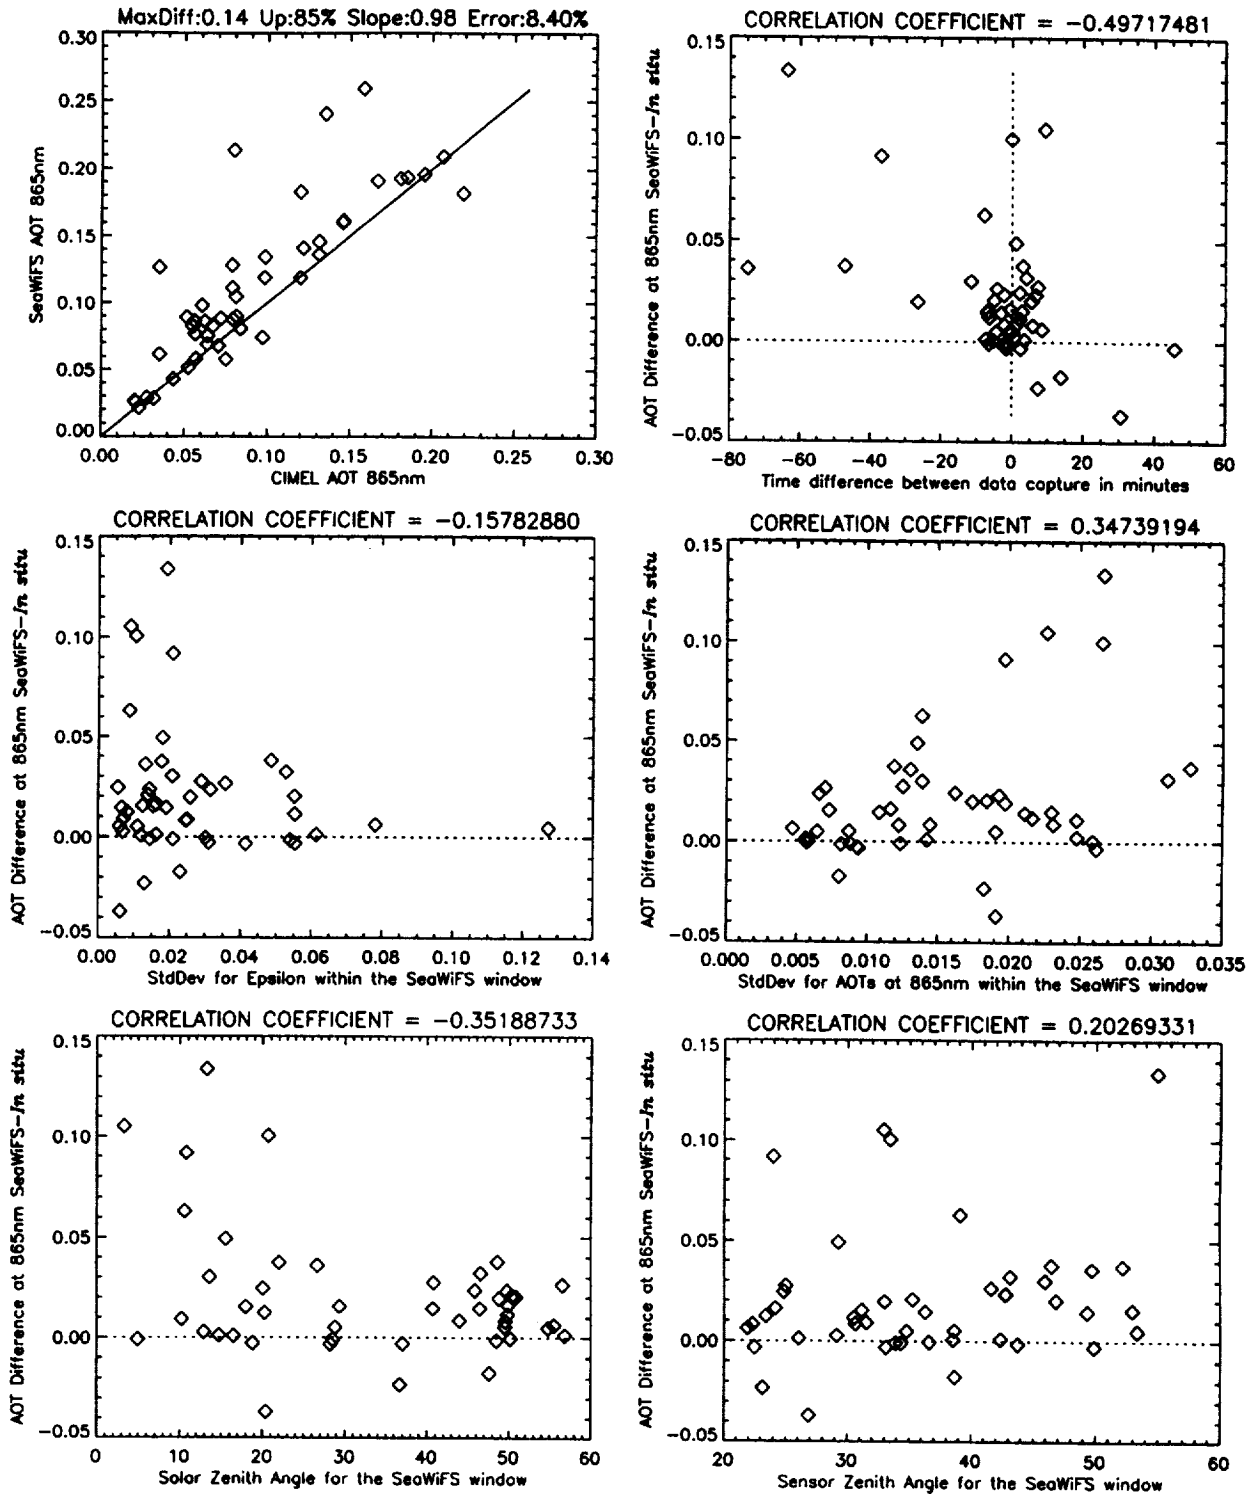 MaxDiff:0.14 Up:85% Slope:0.98 Error:8.40%
0.30
0.25
0.20
0.15
0.10
0.05
0.00
SeaWiFS AOT 865nm
0.00 0.05 0.10 0.15 0.20 0.25 0.30
CIMEL AOT 865nm
CORRELATION COEFFICIENT = -0.49717481
0.15
0.10
0.05
0.00
-0.05
AOT Difference at 865nm SeaWiFS-In situ
-80 -60 -40 -20 0 20 40 60
Time difference between data capture in minutes
CORRELATION COEFFICIENT = -0.15782880
0.15
0.10
0.05
0.00
-0.05
AOT Difference at 865nm SeaWiFS-In situ
0.00 0.02 0.04 0.06 0.08 0.10 0.12 0.14
StdDev for Epsilon within the SeaWiFS window
CORRELATION COEFFICIENT = 0.34739194
0.15
0.10
0.05
0.00
-0.05
AOT Difference at 865nm SeaWiFS-In situ
0.000 0.005 0.010 0.015 0.020 0.025 0.030 0.035
StdDev for AOTs at 865nm within the SeaWiFS window
CORRELATION COEFFICIENT = -0.35188733
0.15
0.10
0.05
0.00
-0.05
AOT Difference at 865nm SeaWiFS-In situ
0 10 20 30 40 50 60
Solar Zenith Angle for the SeaWiFS window
CORRELATION COEFFICIENT = 0.20269331
0.15
0.10
0.05
0.00
-0.05
AOT Difference at 865nm SeaWiFS-In situ
20 30 40 50 60
Sensor Zenith Angle for the SeaWiFS window